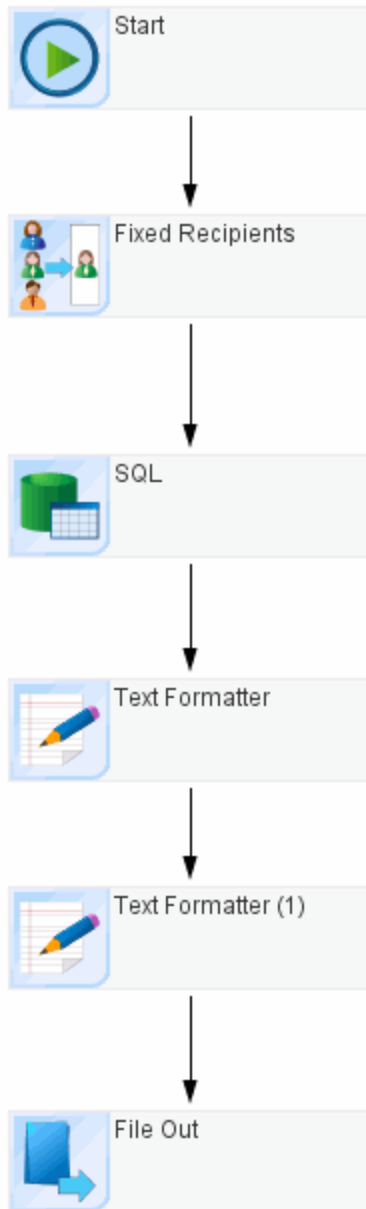 Start
Fixed Recipients
SQL
Text Formatter
Text Formatter (1)
File Out